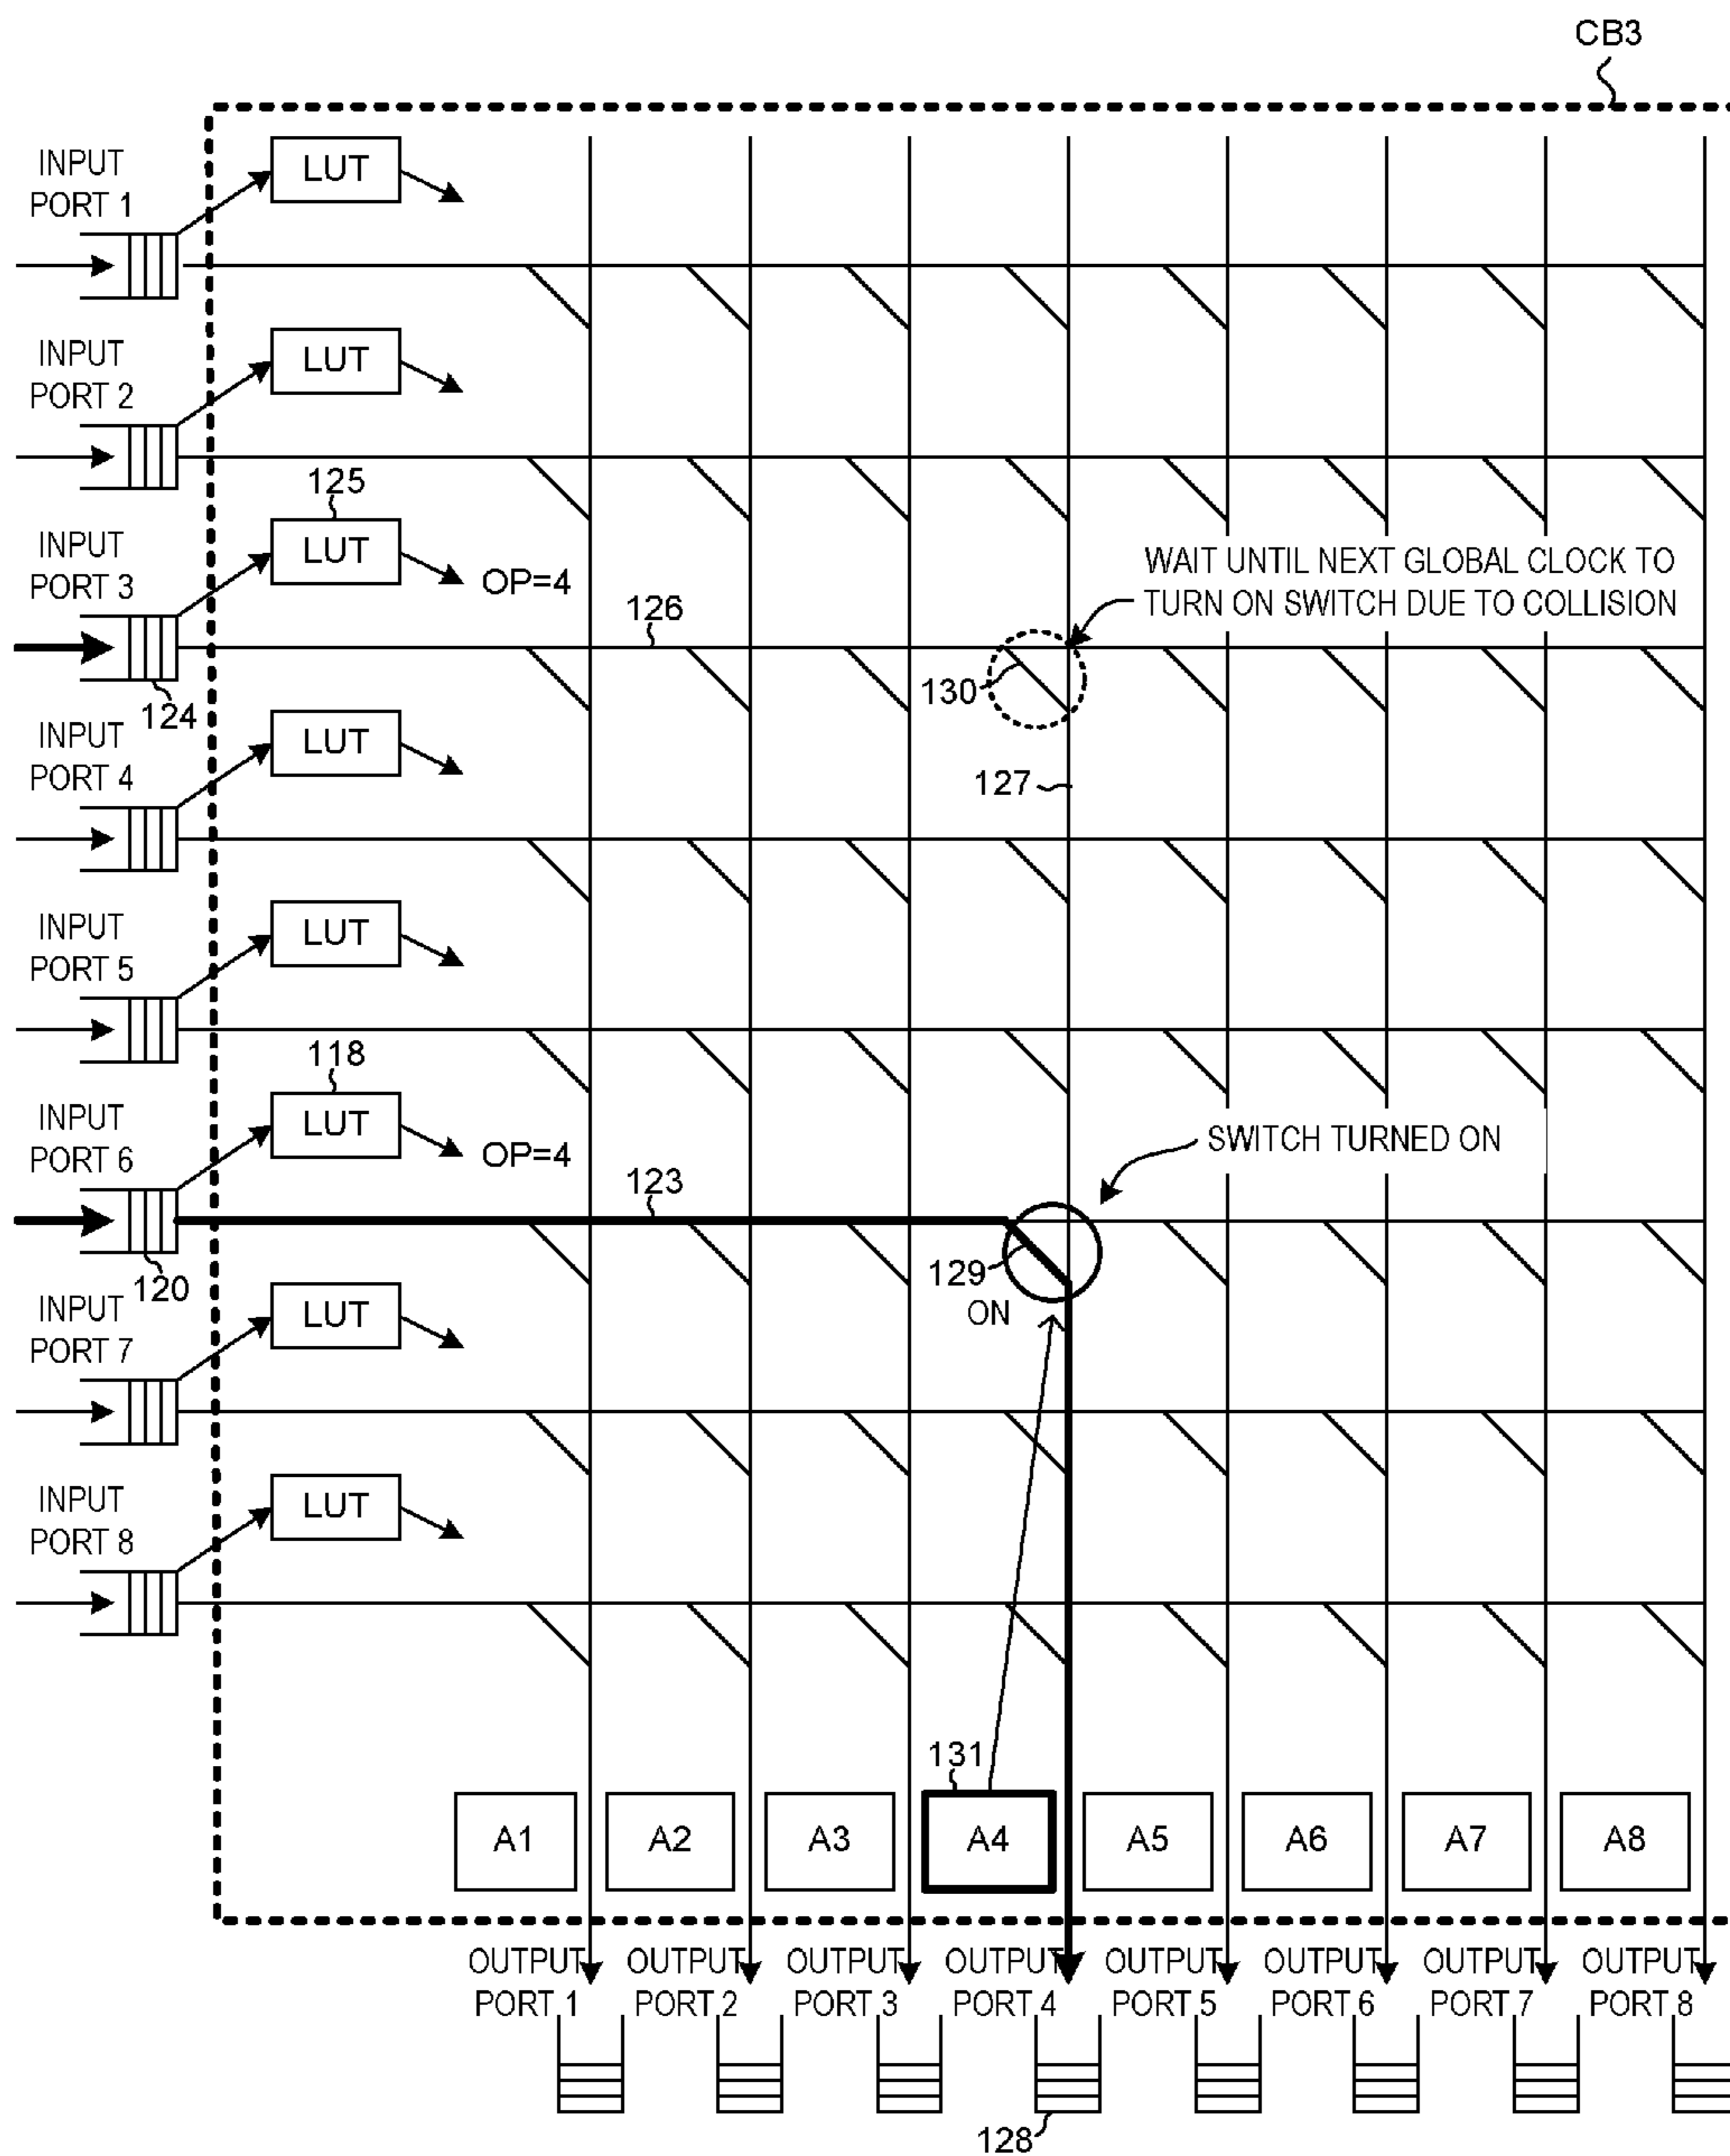 CB3
INPUT
PORT 1
LUT
INPUT
PORT 2
LUT
125
INPUT
PORT 3
LUT
OP=4
126
WAIT UNTIL NEXT GLOBAL CLOCK TO
TURN ON SWITCH DUE TO COLLISION
130
124
INPUT
PORT 4
LUT
127
INPUT
PORT 5
LUT
118
INPUT
PORT 6
LUT
OP=4
SWITCH TURNED ON
123
129
ON
120
INPUT
PORT 7
LUT
INPUT
PORT 8
LUT
131
A1 A2 A3 A4 A5 A6 A7 A8
OUTPUT OUTPUT OUTPUT OUTPUT OUTPUT OUTPUT OUTPUT OUTPUT
PORT 1 PORT 2 PORT 3 PORT 4 PORT 5 PORT 6 PORT 7 PORT 8
128